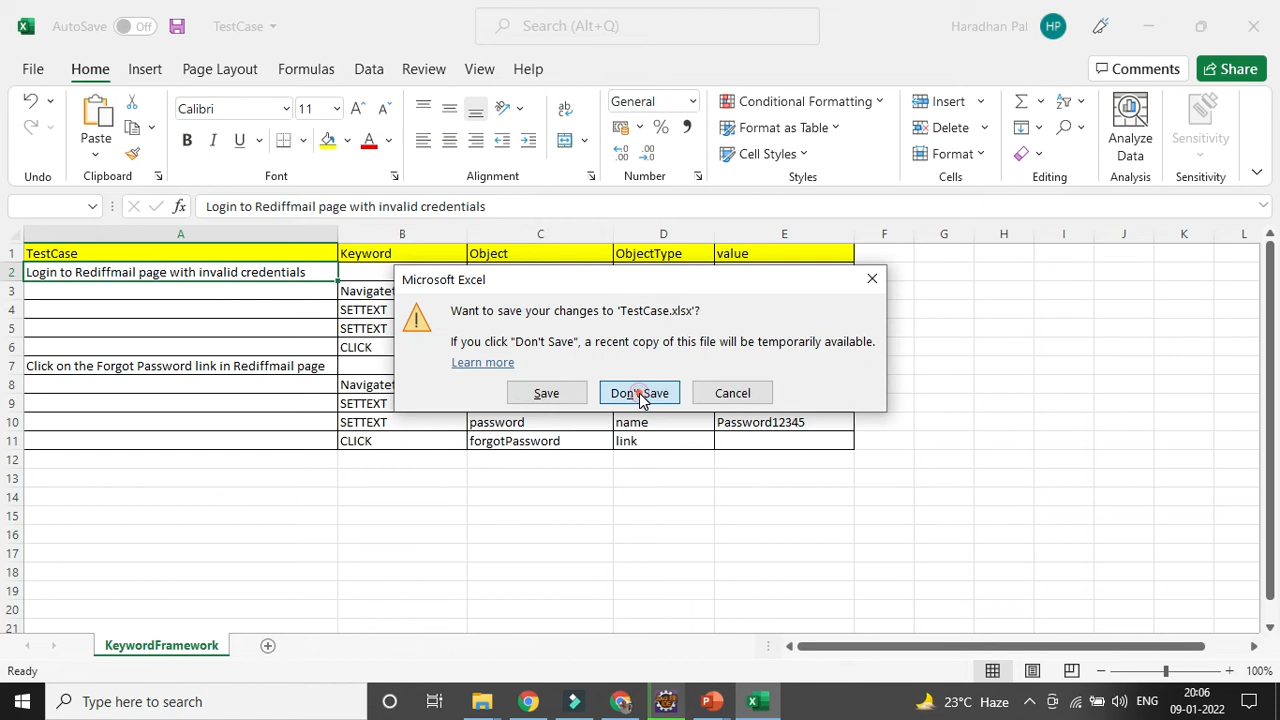 AutoSave Off TestCase Search (Alt+Q) Haradhan Pal HP
File Home Insert Page Layout Formulas Data Review View Help Comments Share
Paste Calibri 11 General Conditional Formatting Insert
Format as Table Delete
Cell Styles Format
Analyze Data Sensitivity
Undo Clipboard Font Alignment Number Styles Cells Editing Analysis Sensitivity
fx Login to Rediffmail page with invalid credentials
A B C D E F G H I J K L
1 TestCase Keyword Object ObjectType value
2 Login to Rediffmail page with invalid credentials
3 Navigate
4 SETTEXT
5 SETTEXT
6 CLICK
7 Click on the Forgot Password link in Rediffmail page
8 Navigate
9 SETTEXT
10 SETTEXT password name Password12345
11 CLICK forgotPassword link
12
13
14
15
16
17
18
19
20
21
Microsoft Excel
Want to save your changes to 'TestCase.xlsx'?
If you click "Don't Save", a recent copy of this file will be temporarily available.
Learn more
Save Don't Save Cancel
KeywordFramework
Ready 100%
Type here to search 23°C Haze ENG 20:06
09-01-2022